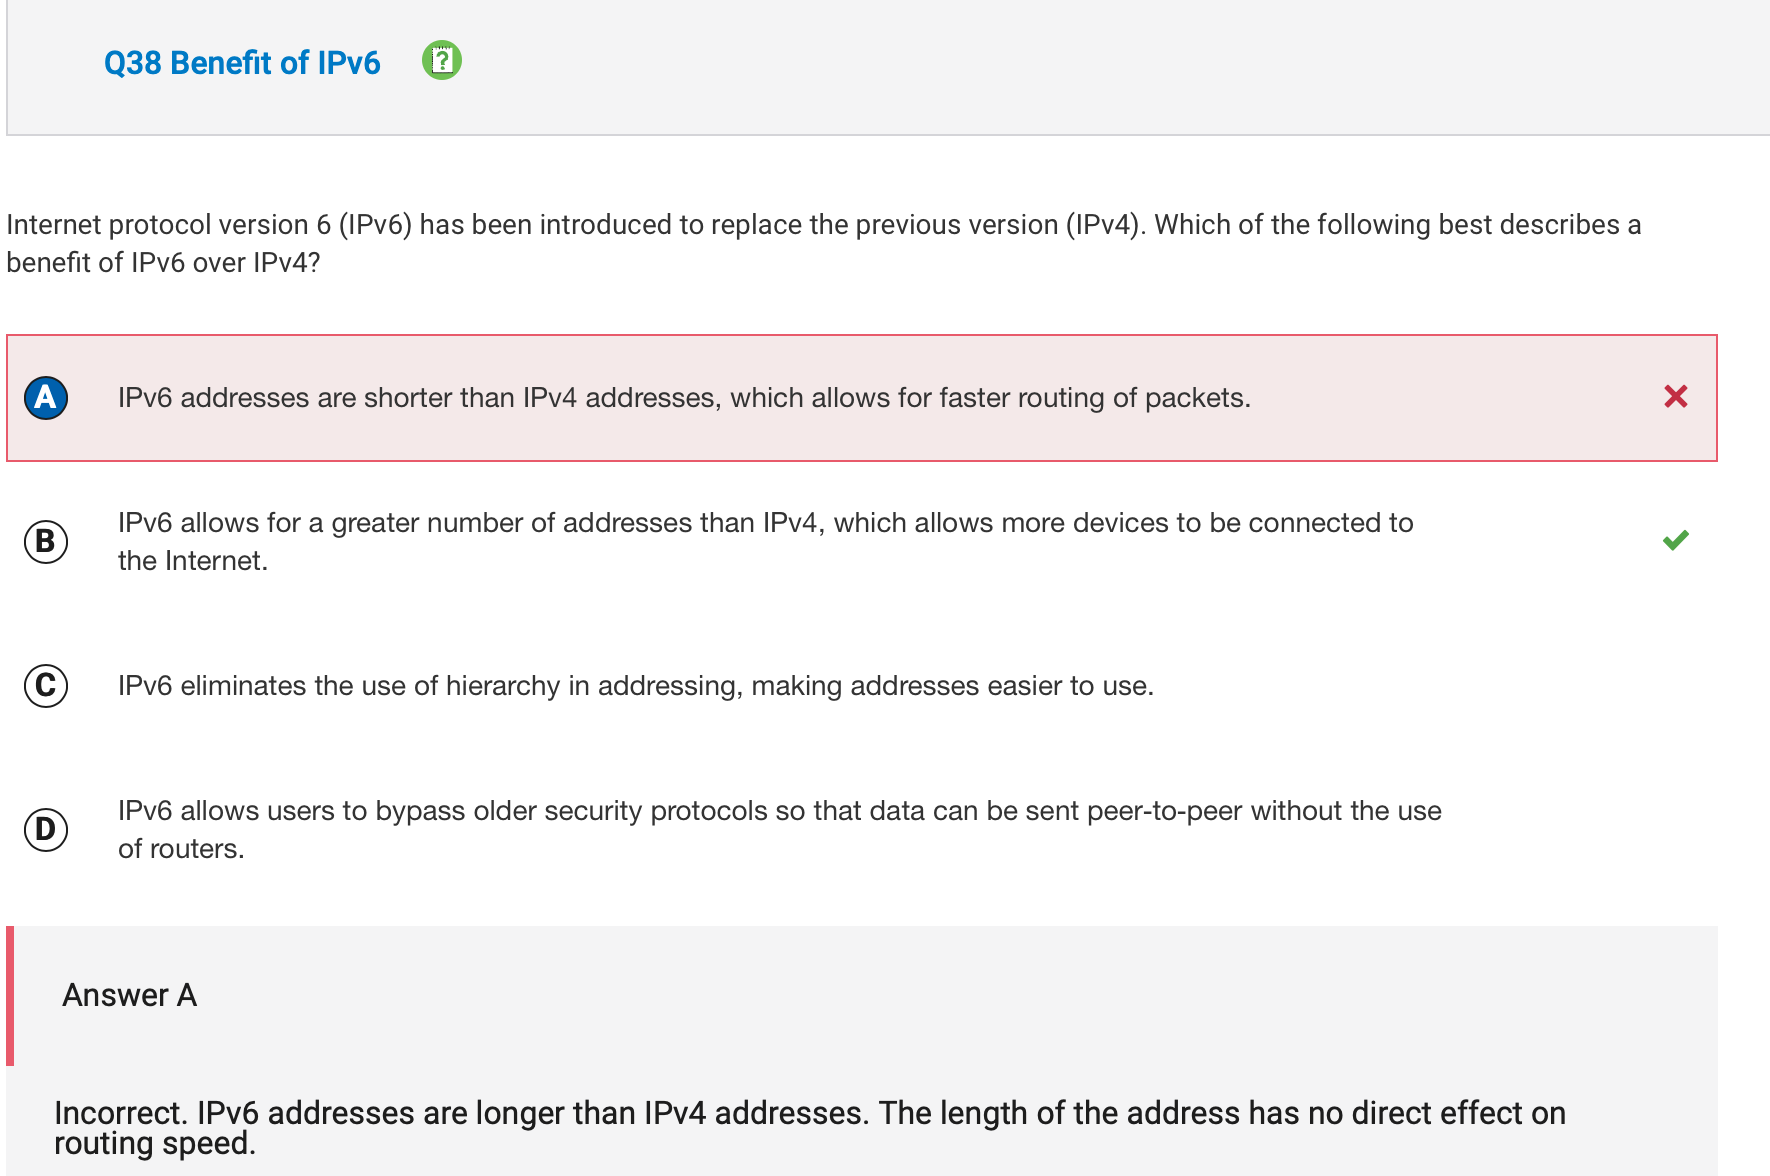 Q38 Benefit of IPv6 ?
Internet protocol version 6 (IPv6) has been introduced to replace the previous version (IPv4). Which of the following best describes a
benefit of IPv6 over IPv4?
A IPv6 addresses are shorter than IPv4 addresses, which allows for faster routing of packets.
B IPv6 allows for a greater number of addresses than IPv4, which allows more devices to be connected to
the Internet.
C IPv6 eliminates the use of hierarchy in addressing, making addresses easier to use.
D IPv6 allows users to bypass older security protocols so that data can be sent peer-to-peer without the use
of routers.
Answer A
Incorrect. IPv6 addresses are longer than IPv4 addresses. The length of the address has no direct effect on
routing speed.